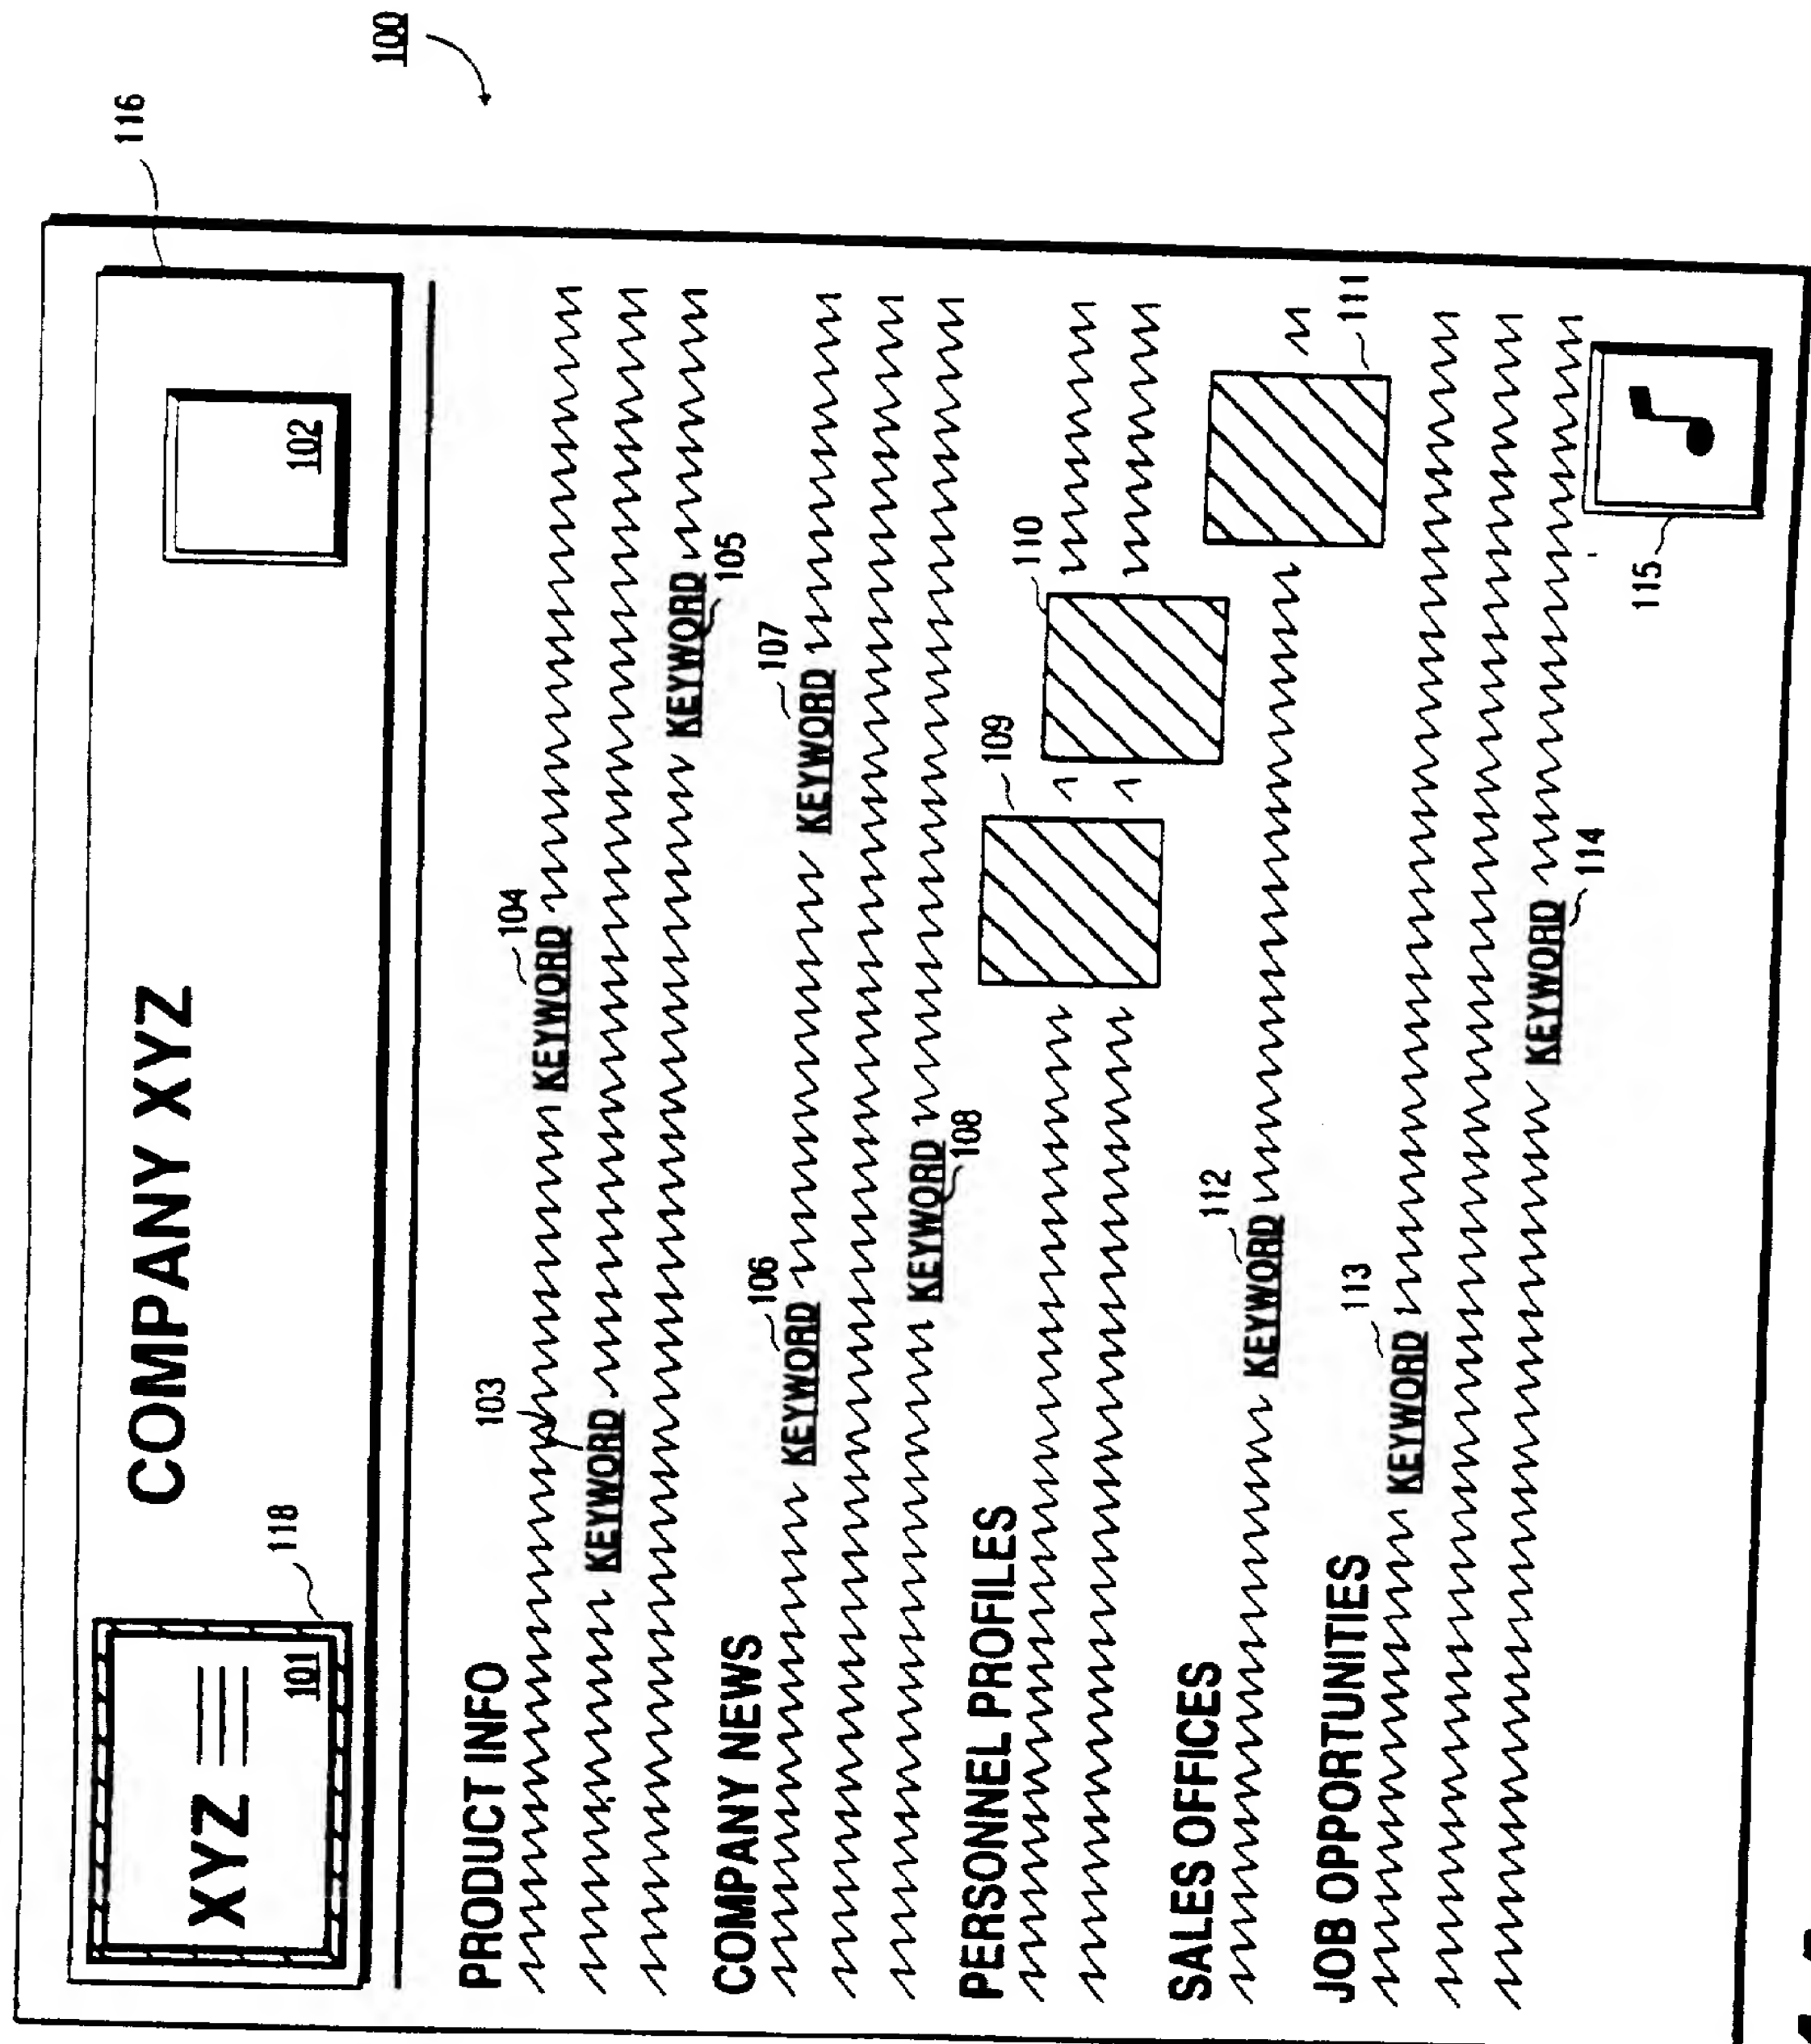 100
116
COMPANY XYZ
118
XYZ
101
102
PRODUCT INFO
103
104
KEYWORD
KEYWORD
KEYWORD
105
COMPANY NEWS
106
107
KEYWORD
KEYWORD
KEYWORD
108
PERSONNEL PROFILES
109
110
SALES OFFICES
112
KEYWORD
111
JOB OPPORTUNITIES
113
KEYWORD
KEYWORD
114
115